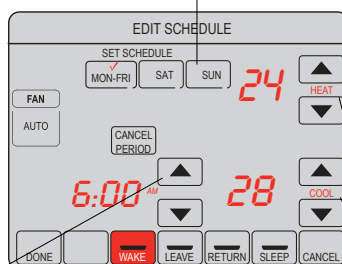 EDIT SCHEDULE
SET SCHEDULE
MON-FRI SAT SUN 24
HEAT
FAN
AUTO
CANCEL
PERIOD
6:00 AM 28
COOL
DONE WAKE LEAVE RETURN SLEEP CANCEL